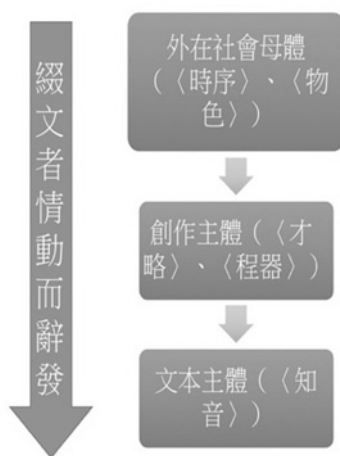 綴文者情動而辭發
外在社會母體
（〈時序〉、〈物
色〉）
創作主體（〈才
略〉、〈程器〉）
文本主體（〈知
音〉）